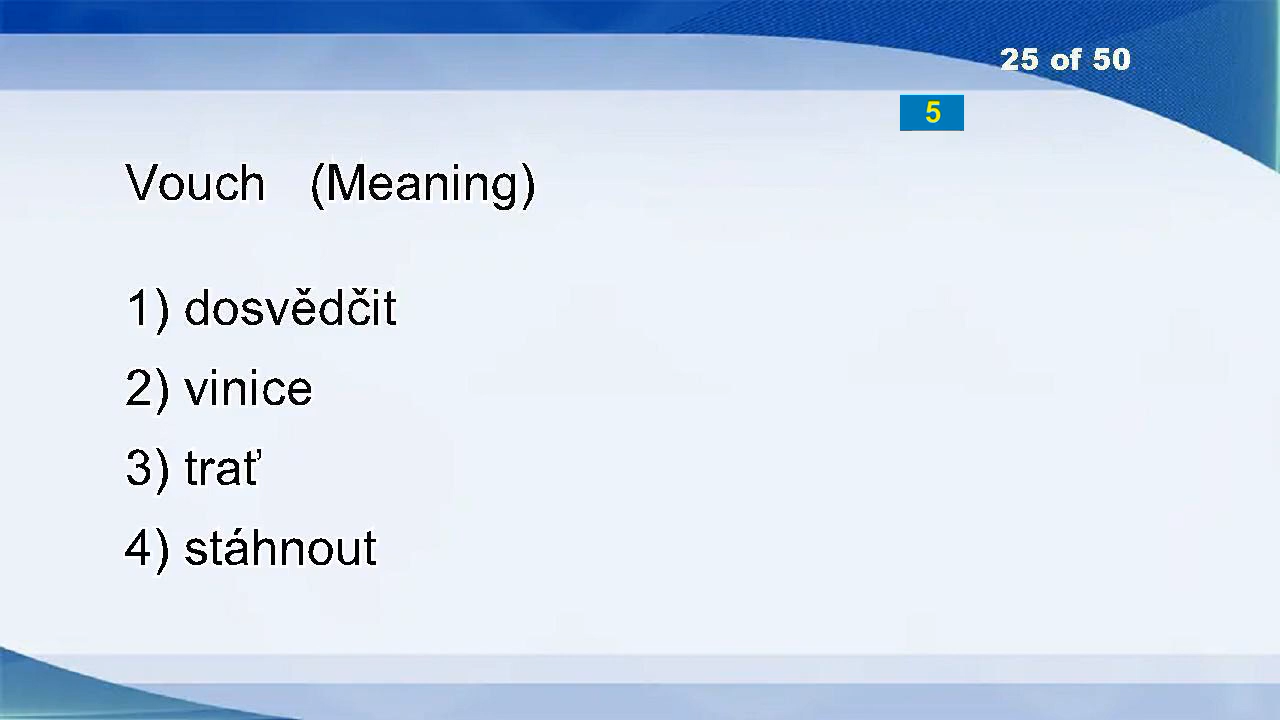 25 of 50
5
Vouch (Meaning)
1) dosvědčit
2) vinice
3) trať
4) stáhnout